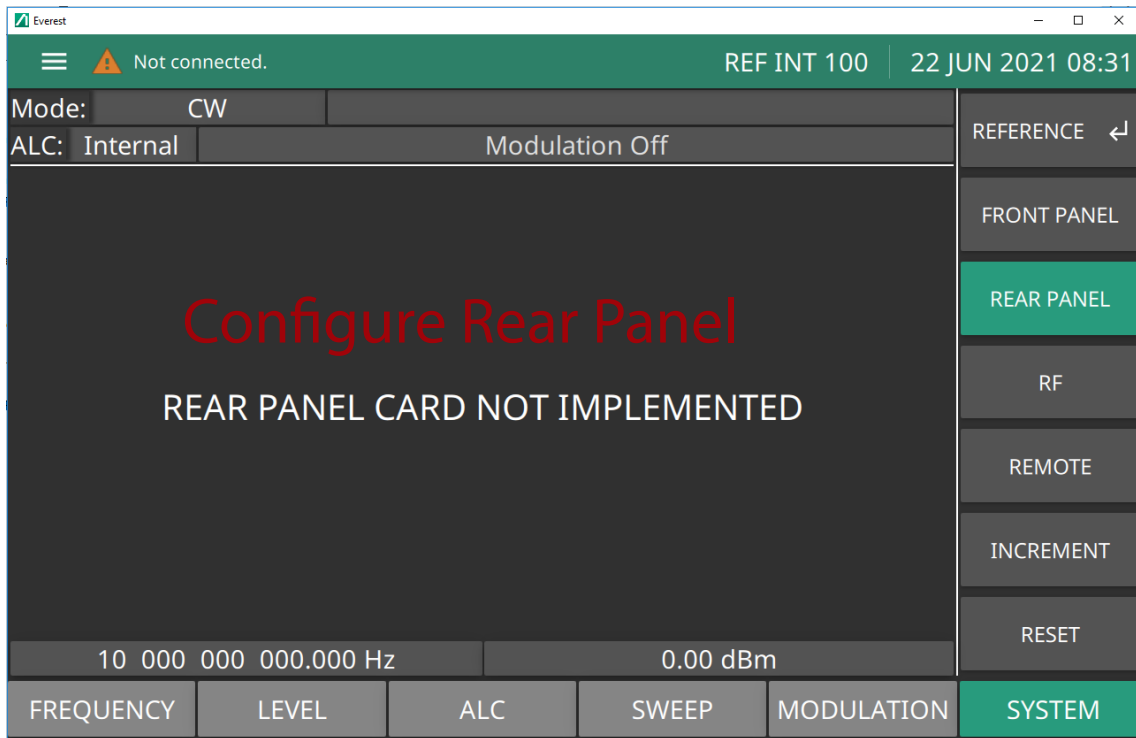 Everest
Not connected.
REF INT 100
22 JUN 2021 08:31
Mode: CW
ALC: Internal
Modulation Off
Configure Rear Panel
REAR PANEL CARD NOT IMPLEMENTED
10 000 000 000.000 Hz
0.00 dBm
REFERENCE
FRONT PANEL
REAR PANEL
RF
REMOTE
INCREMENT
RESET
FREQUENCY
LEVEL
ALC
SWEEP
MODULATION
SYSTEM